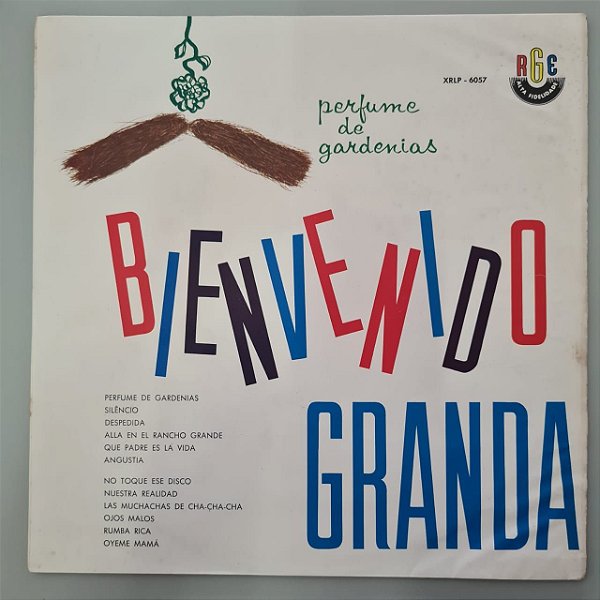 XRLP - 6057
RGE
ALTA FIDELIDADE
perfume
de
gardenias
BIENVENIDO
GRANDA
PERFUME DE GARDENIAS
SILÊNCIO
DESPEDIDA
ALLA EN EL RANCHO GRANDE
QUE PADRE ES LA VIDA
ANGUSTIA
NO TOQUE ESE DISCO
NUESTRA REALIDAD
LAS MUCHACHAS DE CHA-ÇHA-CHA
OJOS MALOS
RUMBA RICA
OYEME MAMÁ